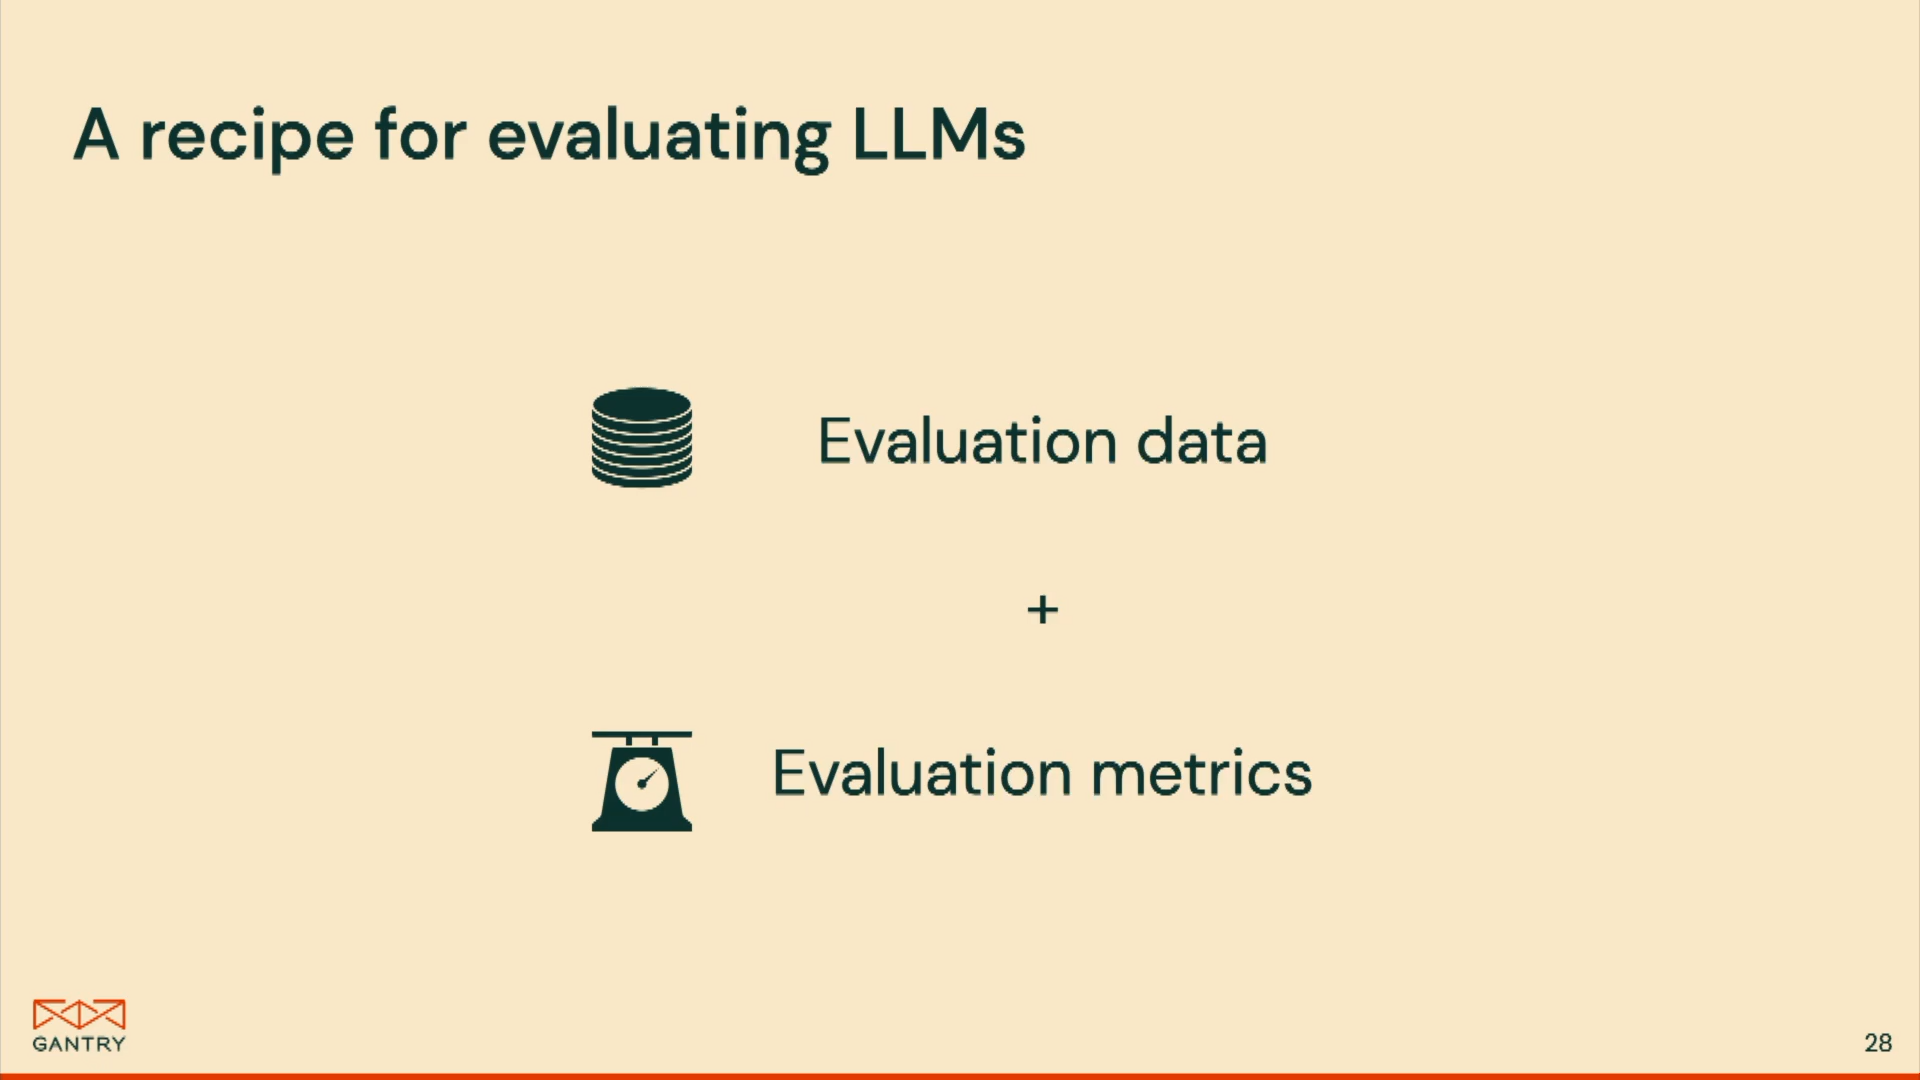 A recipe for evaluating LLMs
Evaluation data
+
Evaluation metrics
GANTRY
28